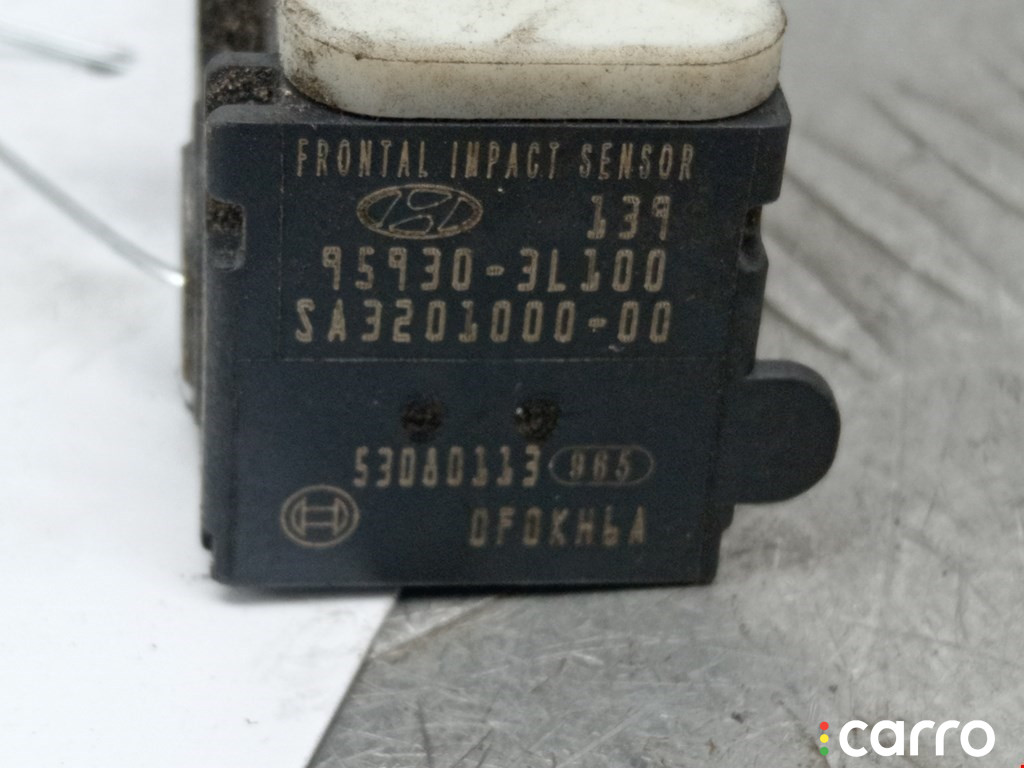 FRONTAL IMPACT SENSOR
139
95930-3L100
SA3201000-00
53080113 965
0F0KH6A
carro